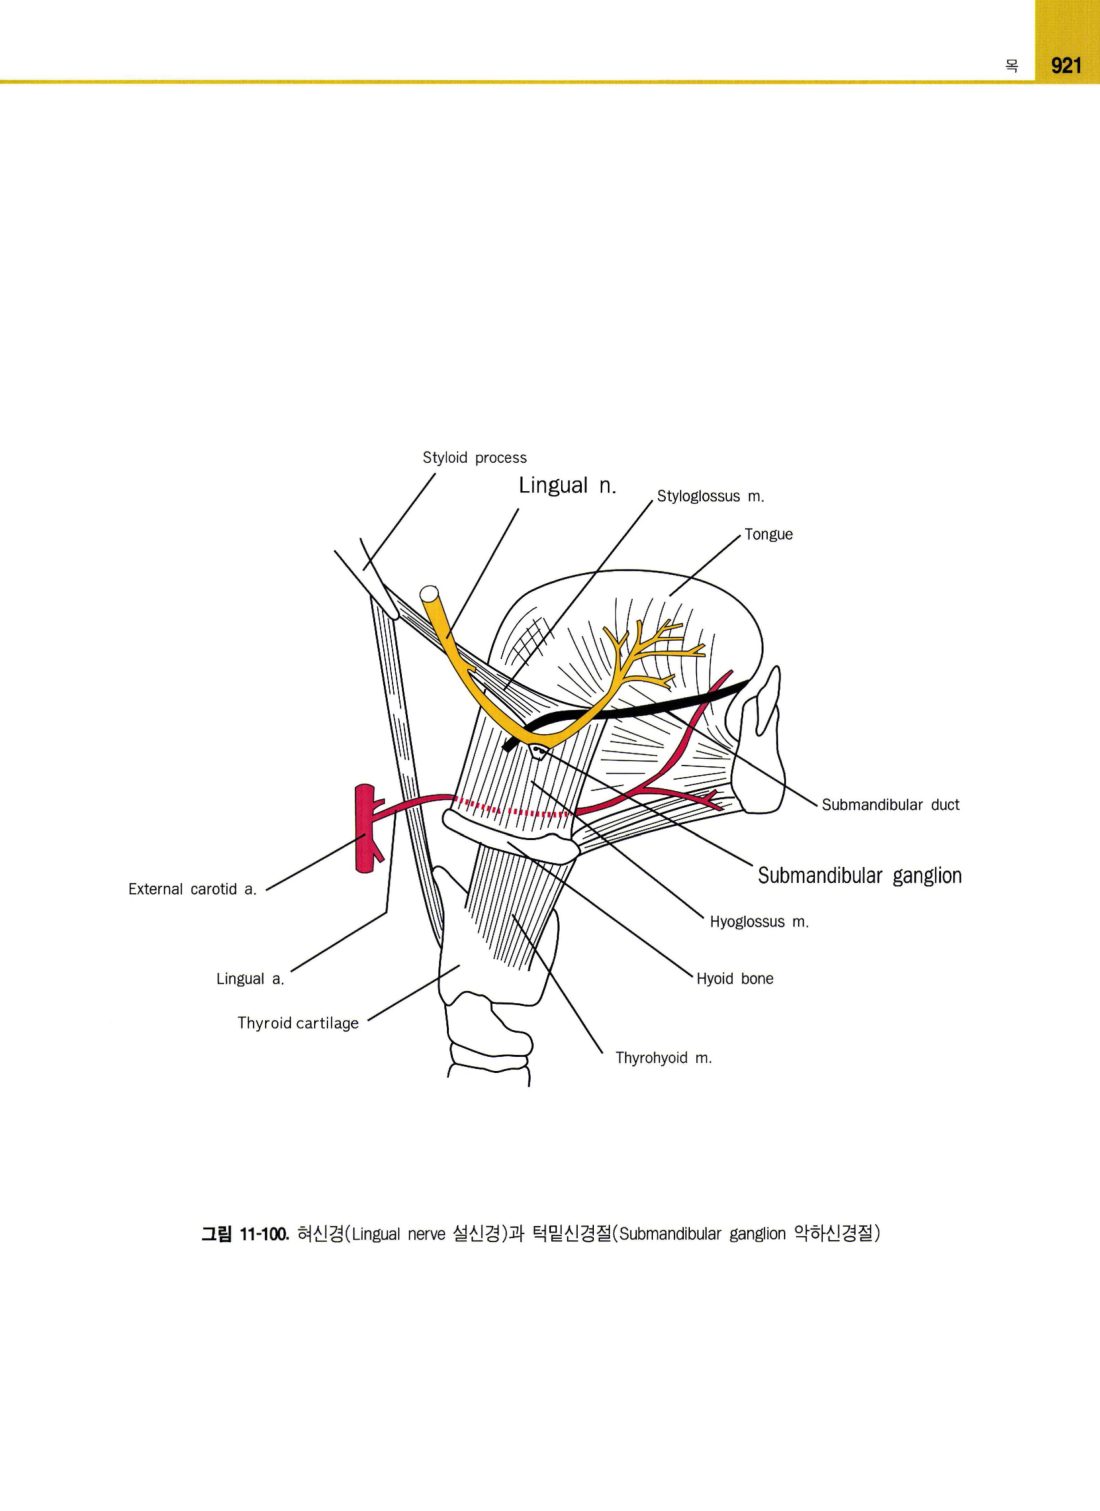 목 921
Styloid process
Lingual n.
Styloglossus m.
Tongue
Submandibular duct
Submandibular ganglion
External carotid a.
Hyoglossus m.
Lingual a.
Hyoid bone
Thyroid cartilage
Thyrohyoid m.
그림 11-100. 혀신경(Lingual nerve 설신경)과 턱밑신경절(Submandibular ganglion 악하신경절)